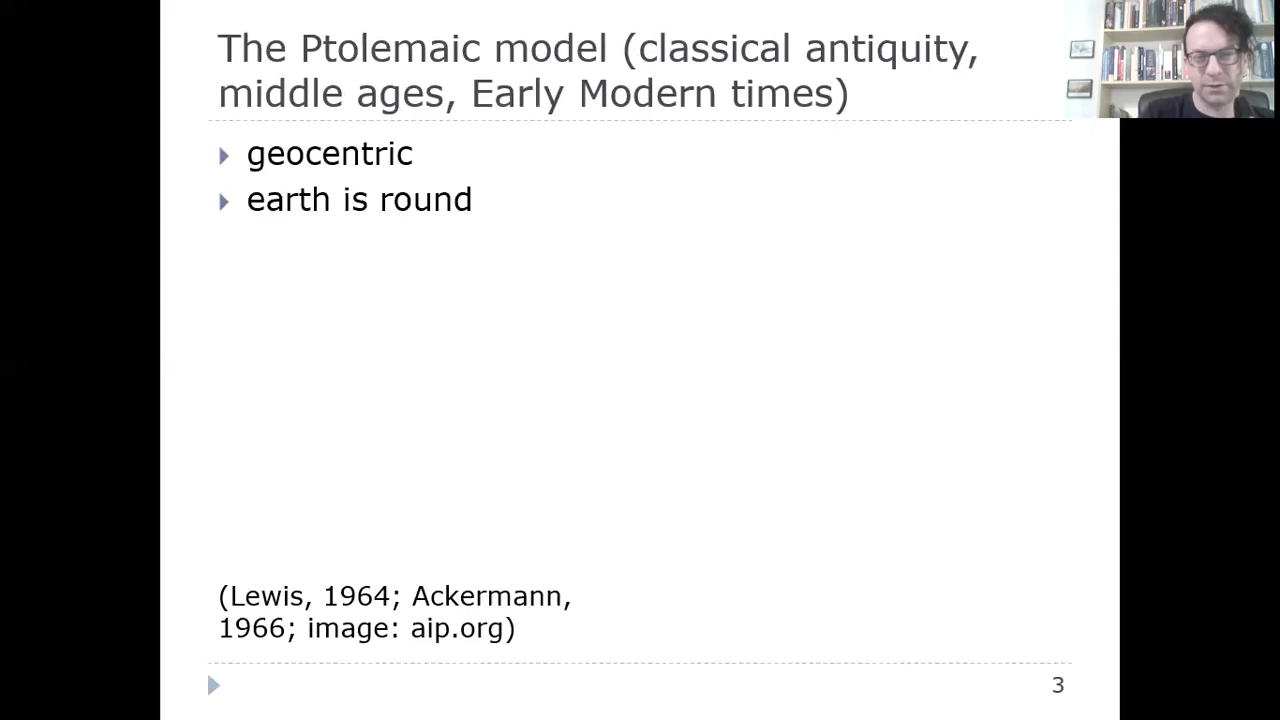 The Ptolemaic model (classical antiquity,
middle ages, Early Modern times)
geocentric
earth is round
(Lewis, 1964; Ackermann,
1966; image: aip.org)
3